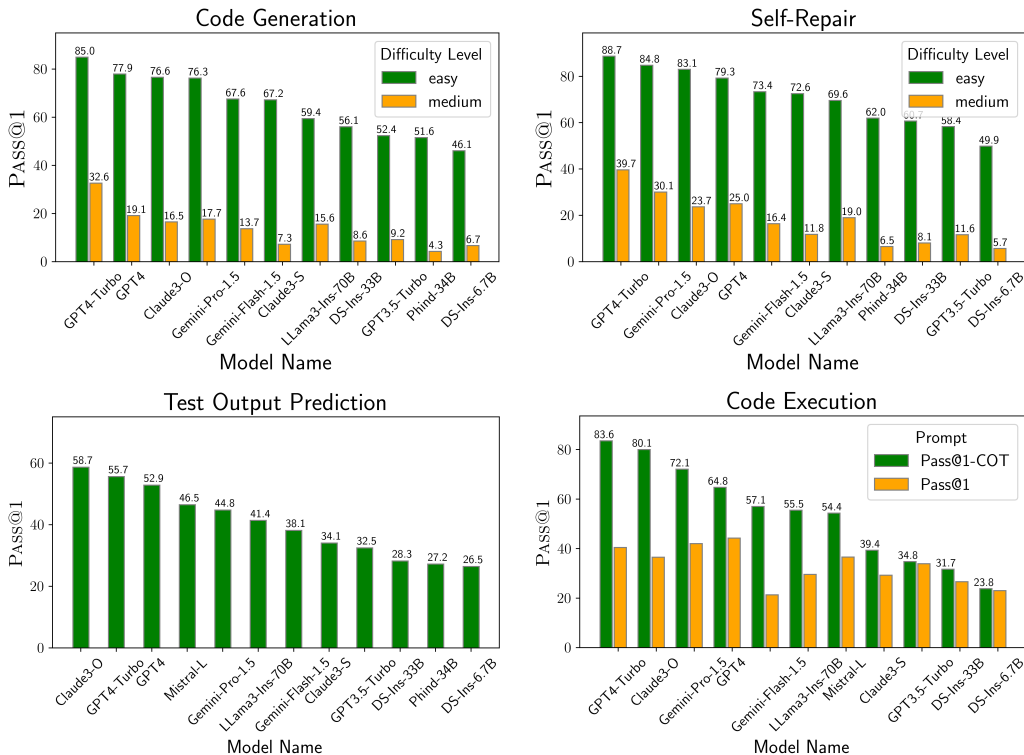 Code Generation
PASS@1
80
60
40
20
0
85.0
77.9
76.6
76.3
67.6
67.2
59.4
56.1
52.4
51.6
46.1
32.6
19.1
16.5
17.7
13.7
7.3
15.6
8.6
9.2
4.3
6.7
Difficulty Level
easy
medium
GPT4-Turbo
GPT4
Claude3-O
Gemini-Pro-1.5
Gemini-Flash-1.5
Claude3-S
LLama3-Ins-70B
DS-Ins-33B
GPT3.5-Turbo
Phind-34B
DS-Ins-6.7B
Model Name
Self-Repair
PASS@1
80
60
40
20
0
88.7
84.8
83.1
79.3
73.4
72.6
69.6
62.0
60.7
58.4
49.9
39.7
30.1
23.7
25.0
16.4
11.8
19.0
6.5
8.1
11.6
5.7
Difficulty Level
easy
medium
GPT4-Turbo
Gemini-Pro-1.5
Claude3-O
GPT4
Gemini-Flash-1.5
Claude3-S
LLama3-Ins-70B
Phind-34B
DS-Ins-33B
GPT3.5-Turbo
DS-Ins-6.7B
Model Name
Test Output Prediction
PASS@1
60
40
20
0
58.7
55.7
52.9
46.5
44.8
41.4
38.1
34.1
32.5
28.3
27.2
26.5
Claude3-O
GPT4-Turbo
GPT4
Mistral-L
Gemini-Pro-1.5
LLama3-Ins-70B
Gemini-Flash-1.5
Claude3-S
GPT3.5-Turbo
DS-Ins-33B
Phind-34B
DS-Ins-6.7B
Model Name
Code Execution
PASS@1
80
60
40
20
0
83.6
80.1
72.1
64.8
57.1
55.5
54.4
39.4
34.8
31.7
23.8
Prompt
Pass@1-COT
Pass@1
GPT4-Turbo
Claude3-O
Gemini-Pro-1.5
GPT4
Gemini-Flash-1.5
LLama3-Ins-70B
Mistral-L
Claude3-S
GPT3.5-Turbo
DS-Ins-33B
DS-Ins-6.7B
Model Name